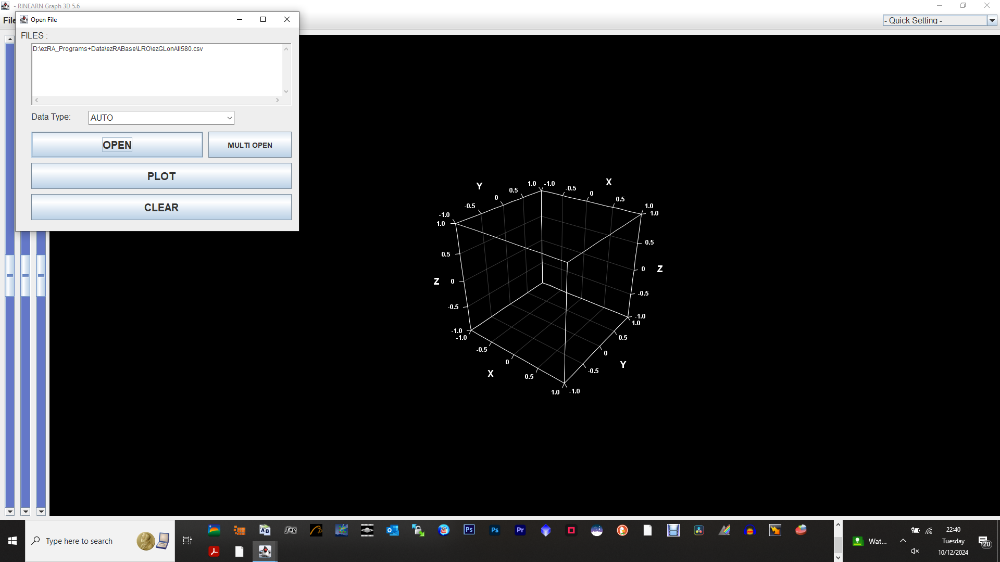 - RINEARN Graph 3D 5.6
File
- Quick Setting -
Open File
FILES :
D:\ezRA_Programs+Data\ezRABase\LRO\ezGLonAll580.csv
Data Type:
AUTO
OPEN
MULTI OPEN
PLOT
CLEAR
Y
1.0
-1.0
X
0.5
-0.5
0
0
-0.5
0.5
-1.0
1.0
1.0
1.0
0.5
0.5
Z
0
0
Z
-0.5
-0.5
-1.0
-1.0
-1.0
1.0
-0.5
0.5
0
0
Y
X
0.5
-0.5
1.0
-1.0
Type here to search
Ps
Ps
Pr
Wat...
22:40
Tuesday
10/12/2024
20